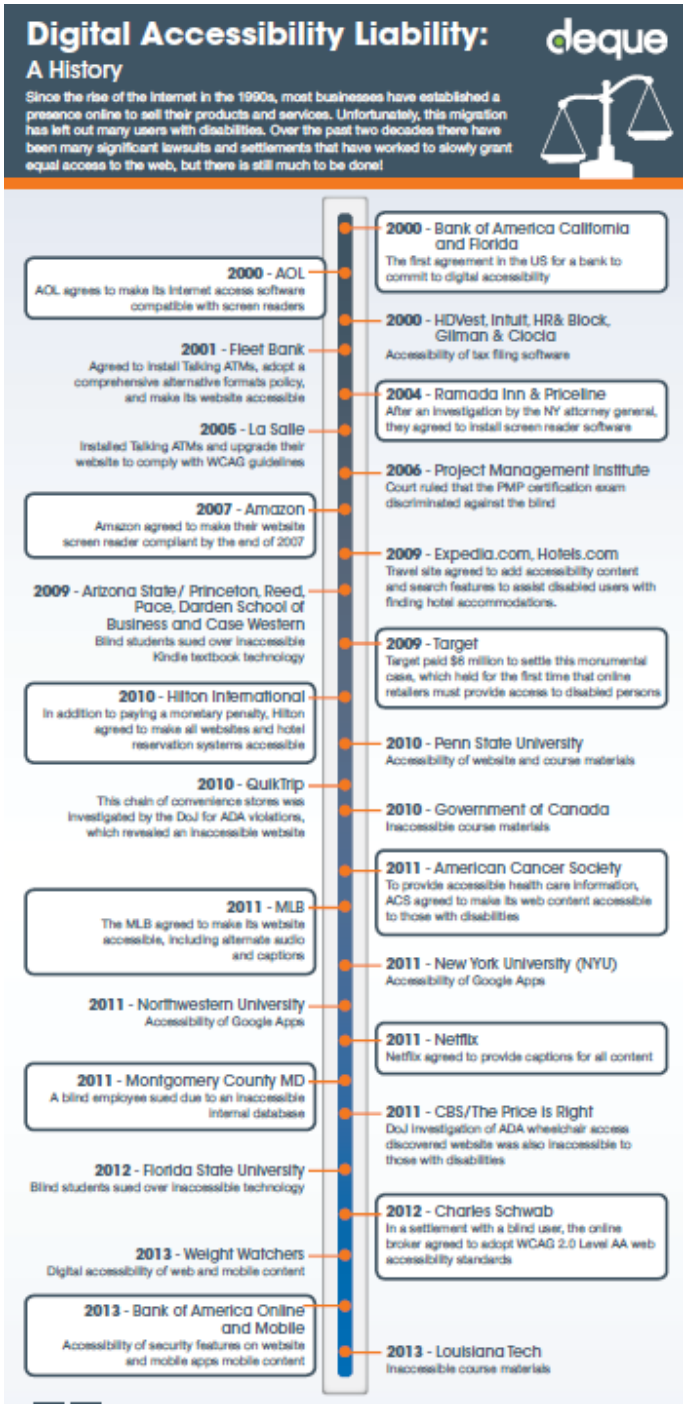 Digital Accessibility Liability:
deque
A History
Since the rise of the Internet in the 1990s, most businesses have established a
presence online to sell their products and services. Unfortunately, this migration
has left out many users with disabilities. Over the past two decades there have
been many significant lawsuits and settlements that have worked to slowly grant
equal access to the web, but there is still much to be done!
2000 - Bank of America California
and Florida
The first agreement in the US for a bank to
commit to digital accessibility
2000 - AOL
AOL agrees to make its Internet access software
compatible with screen readers
2000 - HDVest, Intuit, HR& Block,
Gilman & Ciocia
Accessibility of tax filing software
2001 - Fleet Bank
Agreed to install Talking ATMs, adopt a
comprehensive alternative formats policy,
and make its website accessible
2004 - Ramada Inn & Priceline
After an investigation by the NY attorney general,
they agreed to install screen reader software
2005 - La Salle
Installed Talking ATMs and upgrade their
website to comply with WCAG guidelines
2006 - Project Management Institute
Court ruled that the PMP certification exam
discriminated against the blind
2007 - Amazon
Amazon agreed to make their website
screen reader compliant by the end of 2007
2009 - Expedia.com, Hotels.com
Travel site agreed to add accessibility content
and search features to assist disabled users with
finding hotel accommodations.
2009 - Arizona State/ Princeton, Reed,
Pace, Darden School of
Business and Case Western
Blind students sued over inaccessible
Kindle textbook technology
2009 - Target
Target paid $6 million to settle this monumental
case, which held for the first time that online
retailers must provide access to disabled persons
2010 - Hilton International
In addition to paying a monetary penalty, Hilton
agreed to make all websites and hotel
reservation systems accessible
2010 - Penn State University
Accessibility of website and course materials
2010 - QuikTrip
This chain of convenience stores was
investigated by the DoJ for ADA violations,
which revealed an inaccessible website
2010 - Government of Canada
Inaccessible course materials
2011 - American Cancer Society
To provide accessible health care information,
ACS agreed to make its web content accessible
to those with disabilities
2011 - MLB
The MLB agreed to make its website
accessible, including alternate audio
and captions
2011 - New York University (NYU)
Accessibility of Google Apps
2011 - Northwestern University
Accessibility of Google Apps
2011 - Netflix
Netflix agreed to provide captions for all content
2011 - Montgomery County MD
A blind employee sued due to an inaccessible
internal database
2011 - CBS/The Price is Right
DoJ investigation of ADA wheelchair access
discovered website was also inaccessible to
those with disabilities
2012 - Florida State University
Blind students sued over inaccessible technology
2012 - Charles Schwab
In a settlement with a blind user, the online
broker agreed to adopt WCAG 2.0 Level AA web
accessibility standards
2013 - Weight Watchers
Digital accessibility of web and mobile content
2013 - Bank of America Online
and Mobile
Accessibility of security features on website
and mobile apps mobile content
2013 - Louisiana Tech
Inaccessible course materials